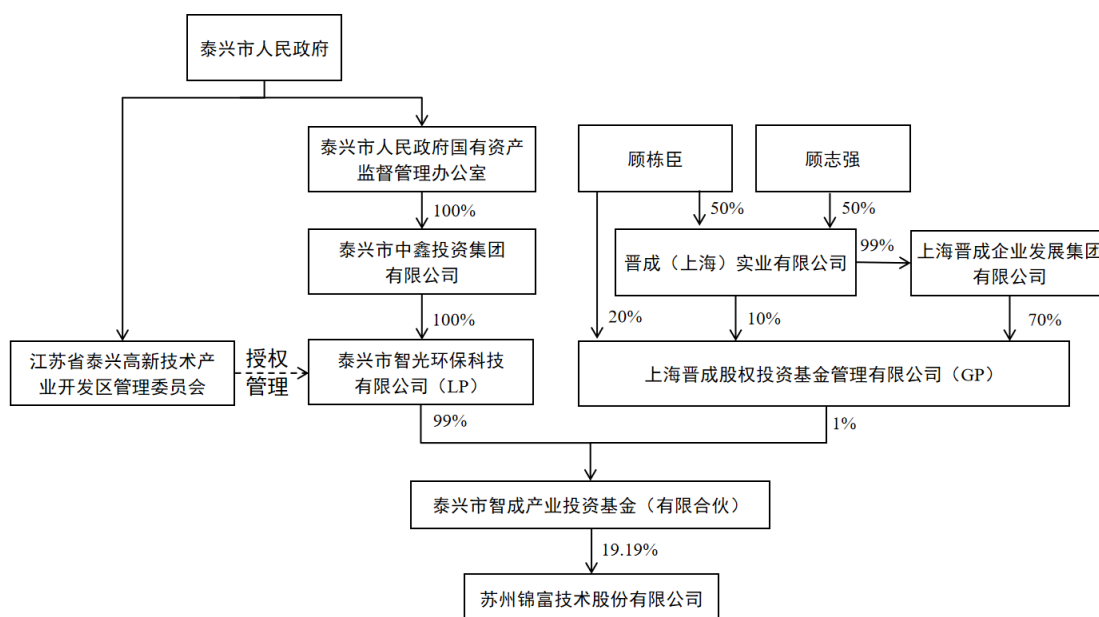 泰兴市人民政府
泰兴市人民政府国有资产
监督管理办公室
顾栋臣
顾志强
100%
50%
50%
泰兴市中鑫投资集团
有限公司
晋成（上海）实业有限公司
99%
上海晋成企业发展集团
有限公司
100%
20%
10%
70%
江苏省泰兴高新技术产
业开发区管理委员会
授权
管理
泰兴市智光环保科技
有限公司（LP）
上海晋成股权投资基金管理有限公司（GP）
99%
1%
泰兴市智成产业投资基金（有限合伙）
19.19%
苏州锦富技术股份有限公司